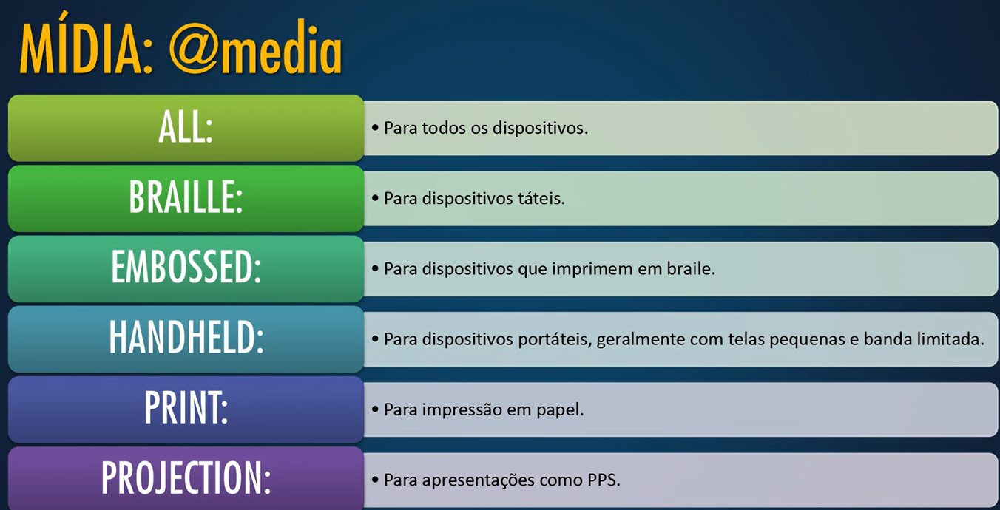 MÍDIA: @media
ALL:
• Para todos os dispositivos.
BRAILLE:
• Para dispositivos táteis.
EMBOSSED:
• Para dispositivos que imprimem em braile.
HANDHELD:
• Para dispositivos portáteis, geralmente com telas pequenas e banda limitada.
PRINT:
• Para impressão em papel.
PROJECTION:
• Para apresentações como PPS.